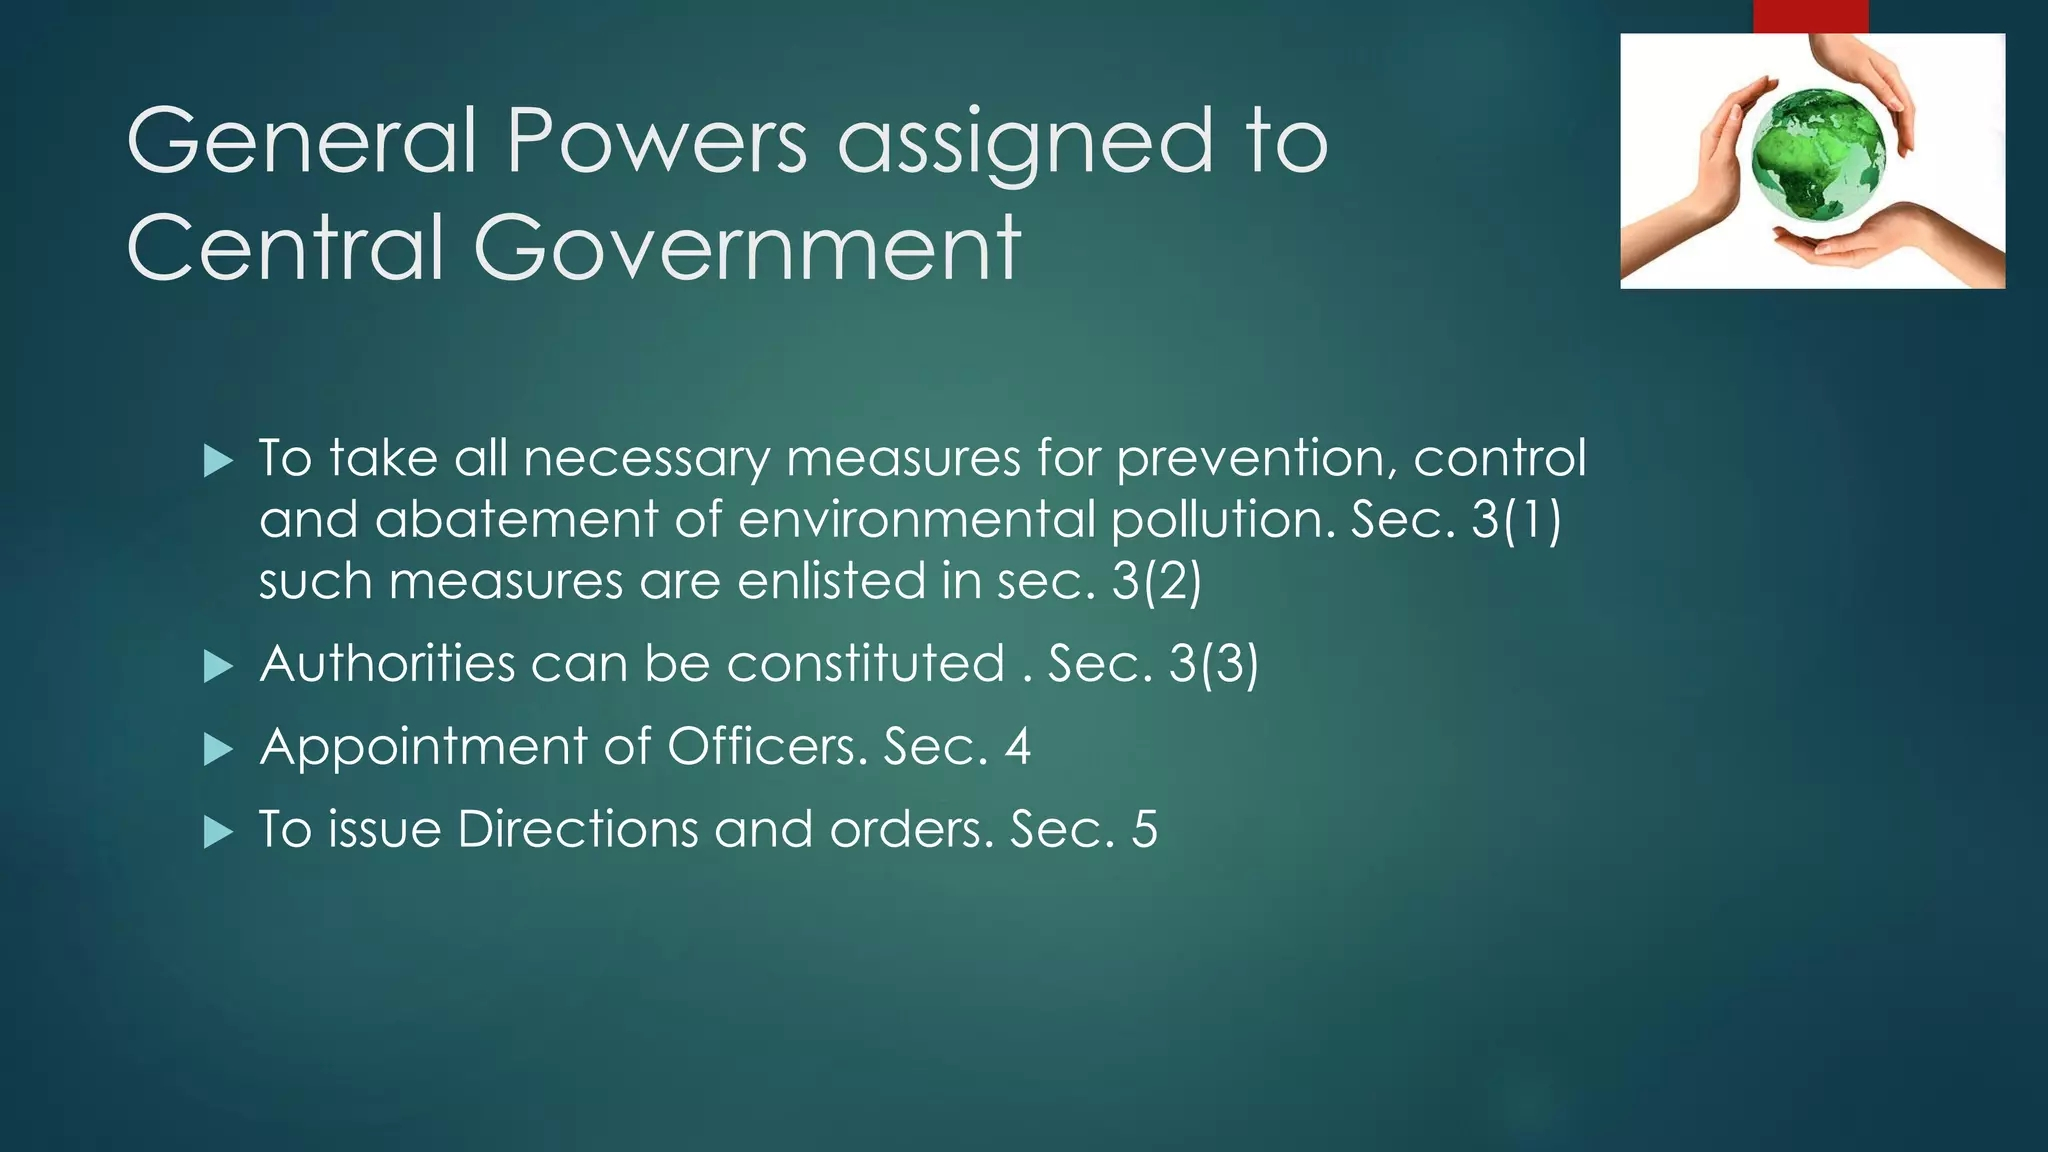 General Powers assigned to
Central Government
To take all necessary measures for prevention, control
and abatement of environmental pollution. Sec. 3(1)
such measures are enlisted in sec. 3(2)
Authorities can be constituted . Sec. 3(3)
Appointment of Officers. Sec. 4
To issue Directions and orders. Sec. 5